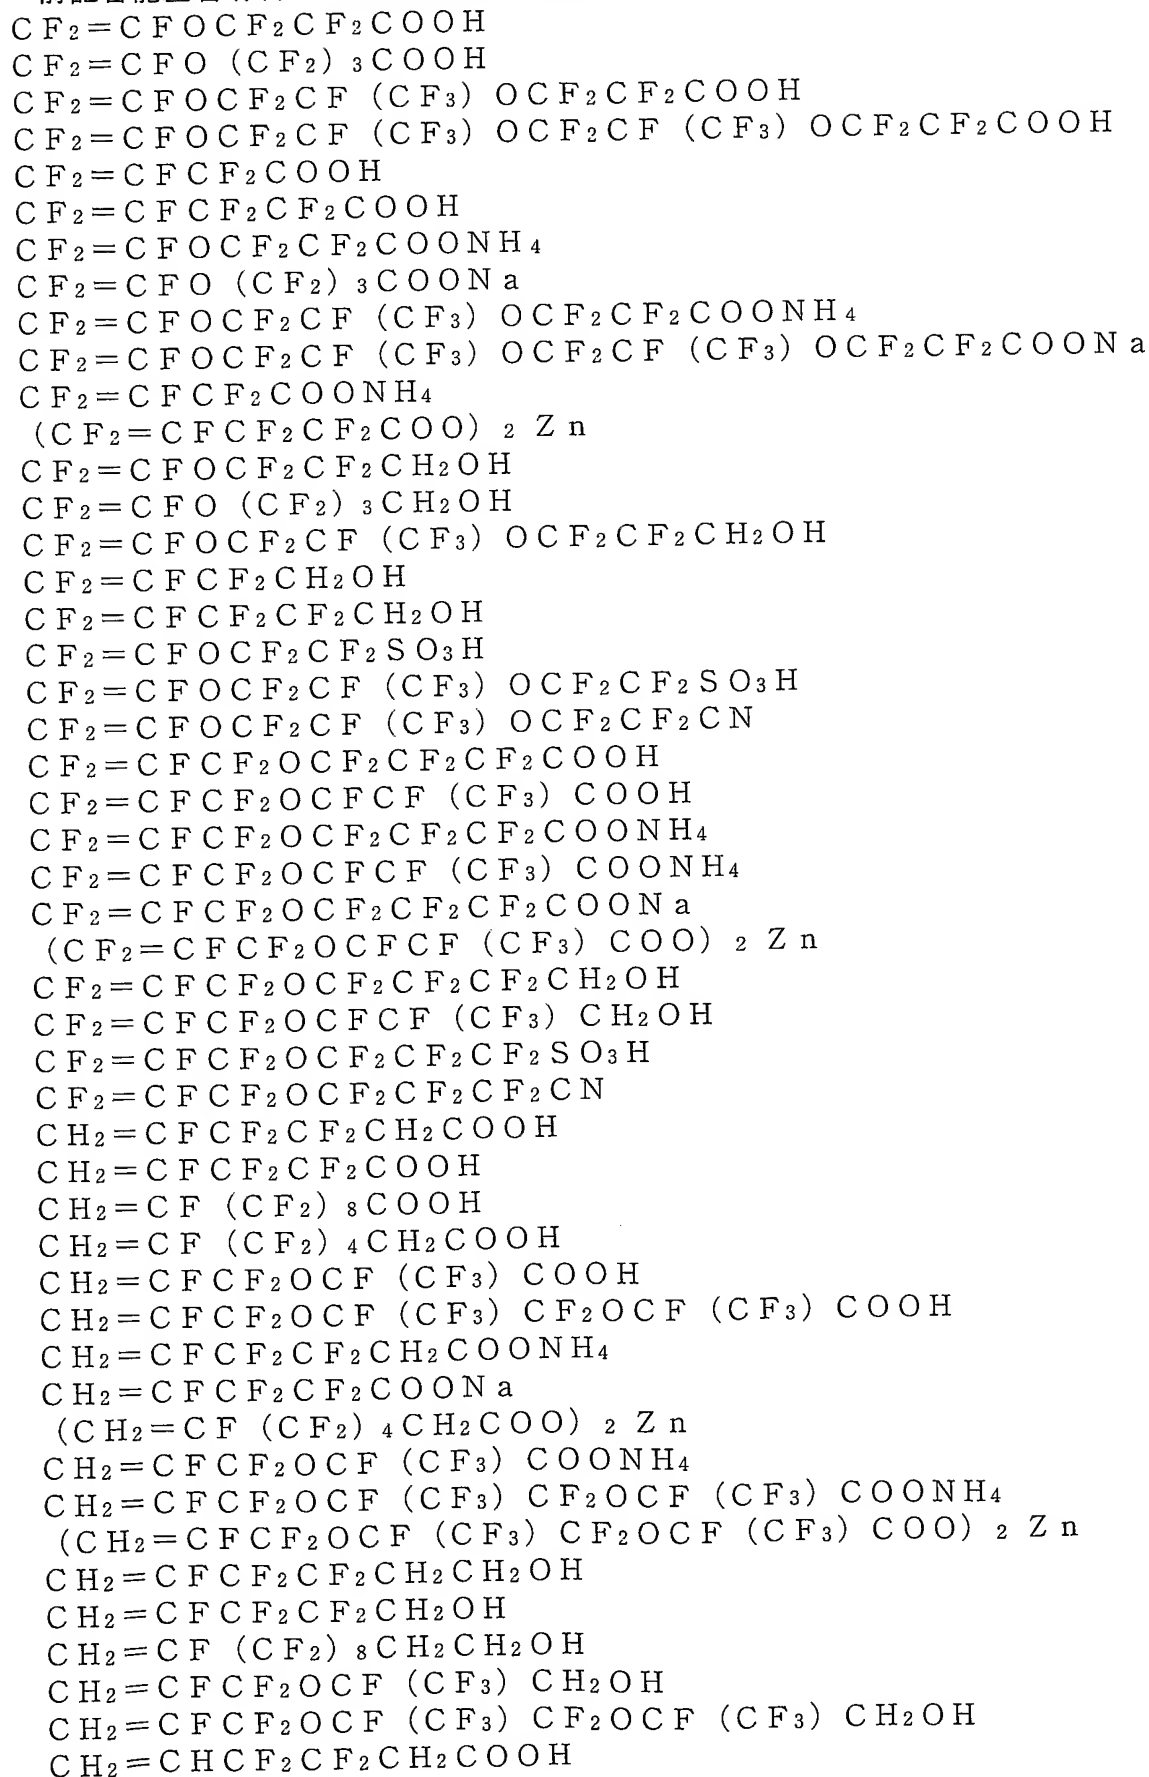 CF₂=CFOCF₂CF₂COOH
CF₂=CFO(CF₂)₃COOH
CF₂=CFOCF₂CF(CF₃)OCF₂CF₂COOH
CF₂=CFOCF₂CF(CF₃)OCF₂CF(CF₃)OCF₂CF₂COOH
CF₂=CFCF₂COOH
CF₂=CFCF₂CF₂COOH
CF₂=CFOCF₂CF₂COONH₄
CF₂=CFO(CF₂)₃COONa
CF₂=CFOCF₂CF(CF₃)OCF₂CF₂COONH₄
CF₂=CFOCF₂CF(CF₃)OCF₂CF(CF₃)OCF₂CF₂COONa
CF₂=CFCF₂COONH₄
(CF₂=CFCF₂CF₂COO)₂Zn
CF₂=CFOCF₂CF₂CH₂OH
CF₂=CFO(CF₂)₃CH₂OH
CF₂=CFOCF₂CF(CF₃)OCF₂CF₂CH₂OH
CF₂=CFCF₂CH₂OH
CF₂=CFCF₂CF₂CH₂OH
CF₂=CFOCF₂CF₂SO₃H
CF₂=CFOCF₂CF(CF₃)OCF₂CF₂SO₃H
CF₂=CFOCF₂CF(CF₃)OCF₂CF₂CN
CF₂=CFCF₂OCF₂CF₂CF₂COOH
CF₂=CFCF₂OCFCF(CF₃)COOH
CF₂=CFCF₂OCF₂CF₂CF₂COONH₄
CF₂=CFCF₂OCFCF(CF₃)COONH₄
CF₂=CFCF₂OCF₂CF₂CF₂COONa
(CF₂=CFCF₂OCFCF(CF₃)COO)₂Zn
CF₂=CFCF₂OCF₂CF₂CF₂CH₂OH
CF₂=CFCF₂OCFCF(CF₃)CH₂OH
CF₂=CFCF₂OCF₂CF₂CF₂SO₃H
CF₂=CFCF₂OCF₂CF₂CF₂CN
CH₂=CFCF₂CF₂CH₂COOH
CH₂=CFCF₂CF₂COOH
CH₂=CF(CF₂)₈COOH
CH₂=CF(CF₂)₄CH₂COOH
CH₂=CFCF₂OCF(CF₃)COOH
CH₂=CFCF₂OCF(CF₃)CF₂OCF(CF₃)COOH
CH₂=CFCF₂CF₂CH₂COONH₄
CH₂=CFCF₂CF₂COONa
(CH₂=CF(CF₂)₄CH₂COO)₂Zn
CH₂=CFCF₂OCF(CF₃)COONH₄
CH₂=CFCF₂OCF(CF₃)CF₂OCF(CF₃)COONH₄
(CH₂=CFCF₂OCF(CF₃)CF₂OCF(CF₃)COO)₂Zn
CH₂=CFCF₂CF₂CH₂CH₂OH
CH₂=CFCF₂CF₂CH₂OH
CH₂=CF(CF₂)₈CH₂CH₂OH
CH₂=CFCF₂OCF(CF₃)CH₂OH
CH₂=CFCF₂OCF(CF₃)CF₂OCF(CF₃)CH₂OH
CH₂=CHCF₂CF₂CH₂COOH